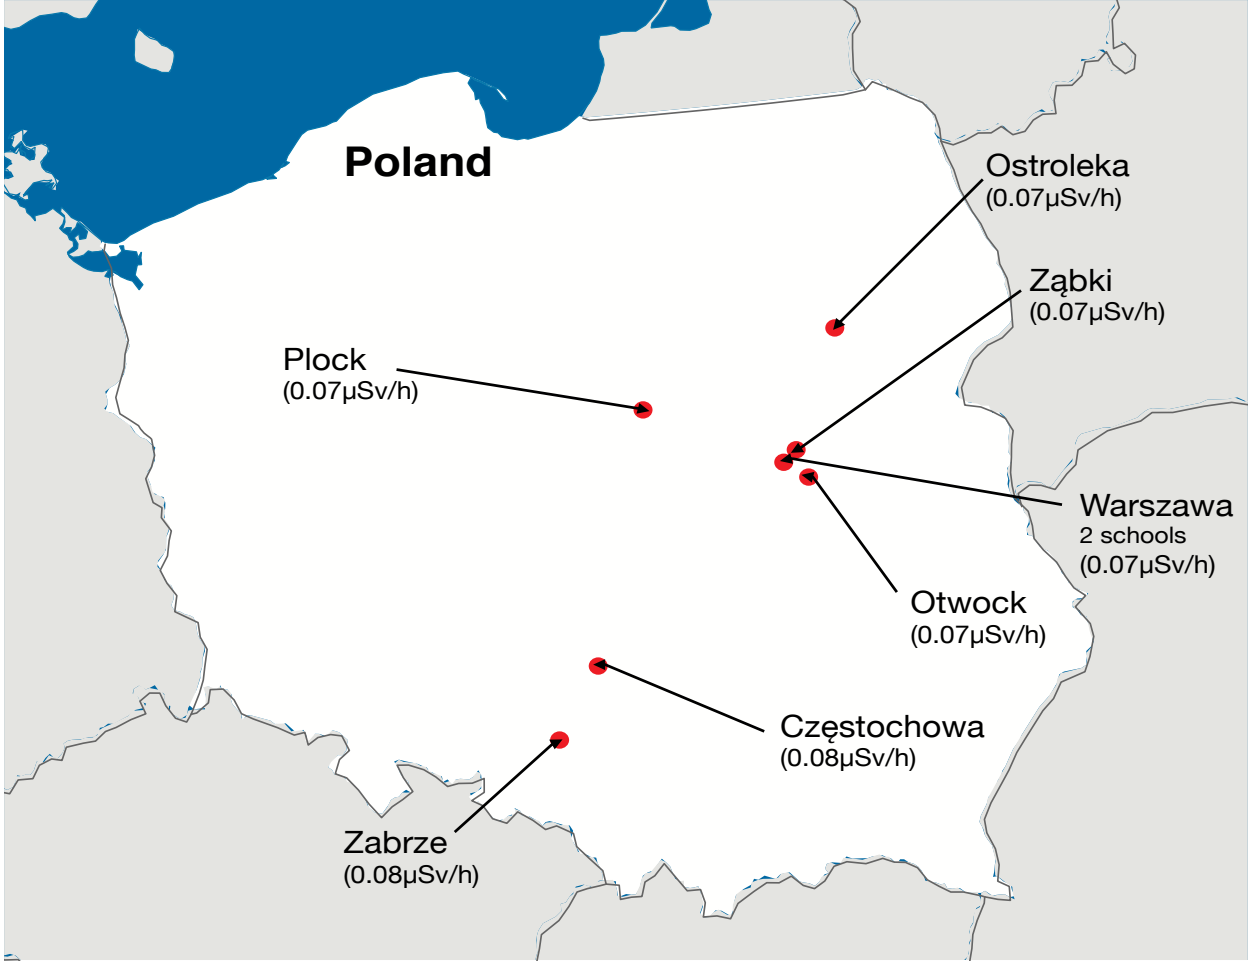 Poland
Ostroleka
(0.07µSv/h)
Ząbki
(0.07µSv/h)
Plock
(0.07µSv/h)
Warszawa
2 schools
(0.07µSv/h)
Otwock
(0.07µSv/h)
Częstochowa
(0.08µSv/h)
Zabrze
(0.08µSv/h)